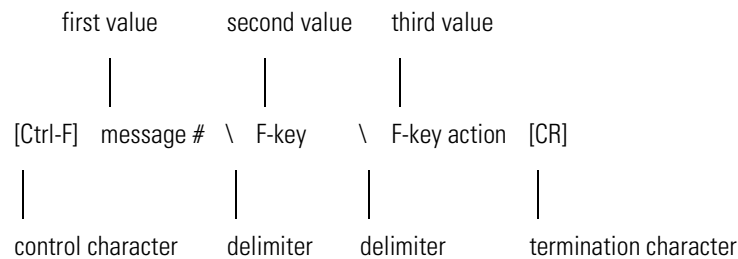 first value second value third value
[Ctrl-F] message # \ F-key \ F-key action [CR]
control character delimiter delimiter termination character